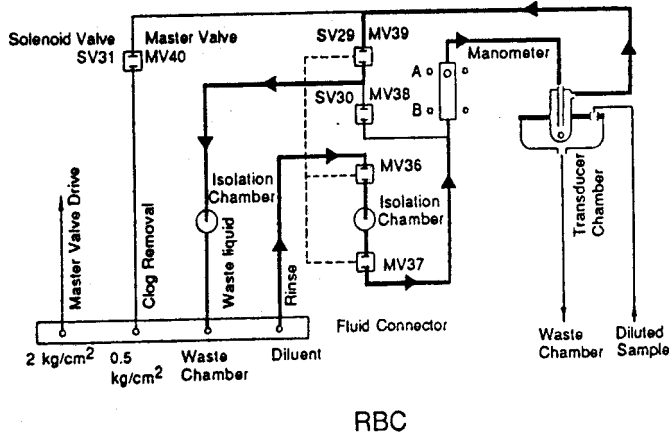 Solenoid Valve
SV31
Master Valve
MV40
SV29
MV39
SV30
MV38
Manometer
A
B
MV36
Isolation
Chamber
Isolation
Chamber
MV37
Transducer
Chamber
Master Valve Drive
Clog Removal
Waste liquid
Rinse
Fluid Connector
2 kg/cm²
0.5
kg/cm²
Waste
Chamber
Diluent
Waste
Chamber
Diluted
Sample
RBC